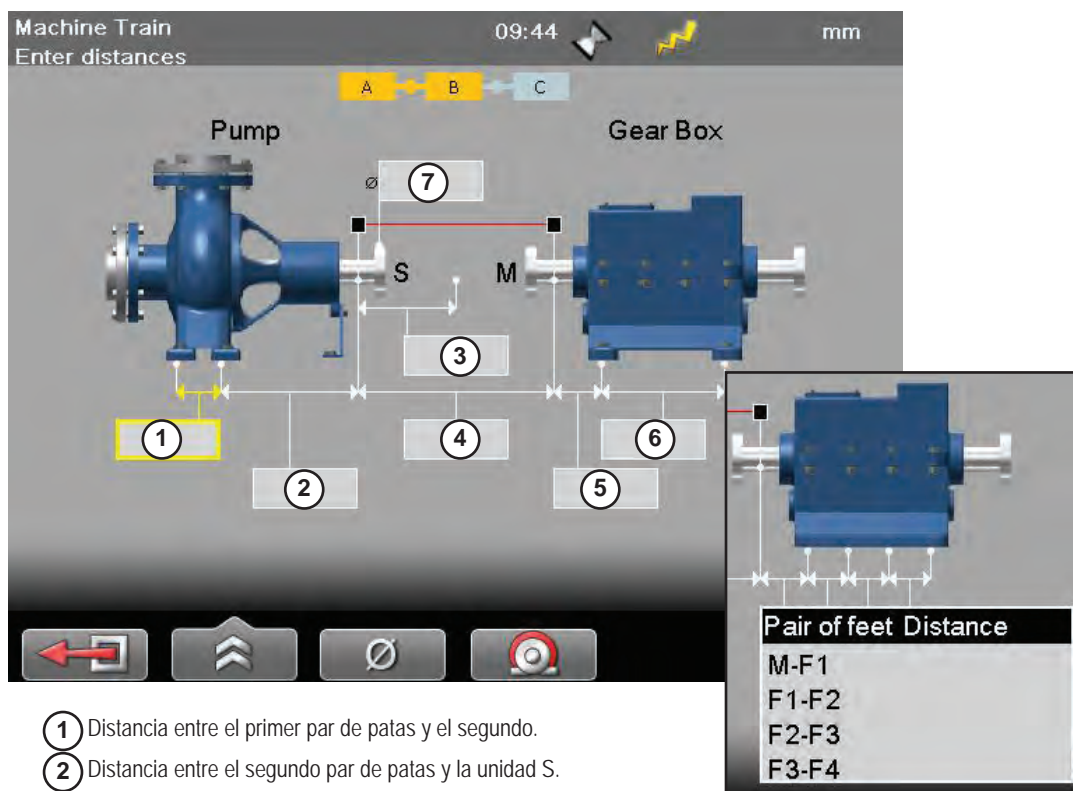 Machine Train 09:44 mm
Enter distances
A B C
Pump Gear Box
Ø 7
S M
3
1 4 6
2 5
Ø
Pair of feet Distance
M-F1
F1-F2
F2-F3
F3-F4
1 Distancia entre el primer par de patas y el segundo.
2 Distancia entre el segundo par de patas y la unidad S.